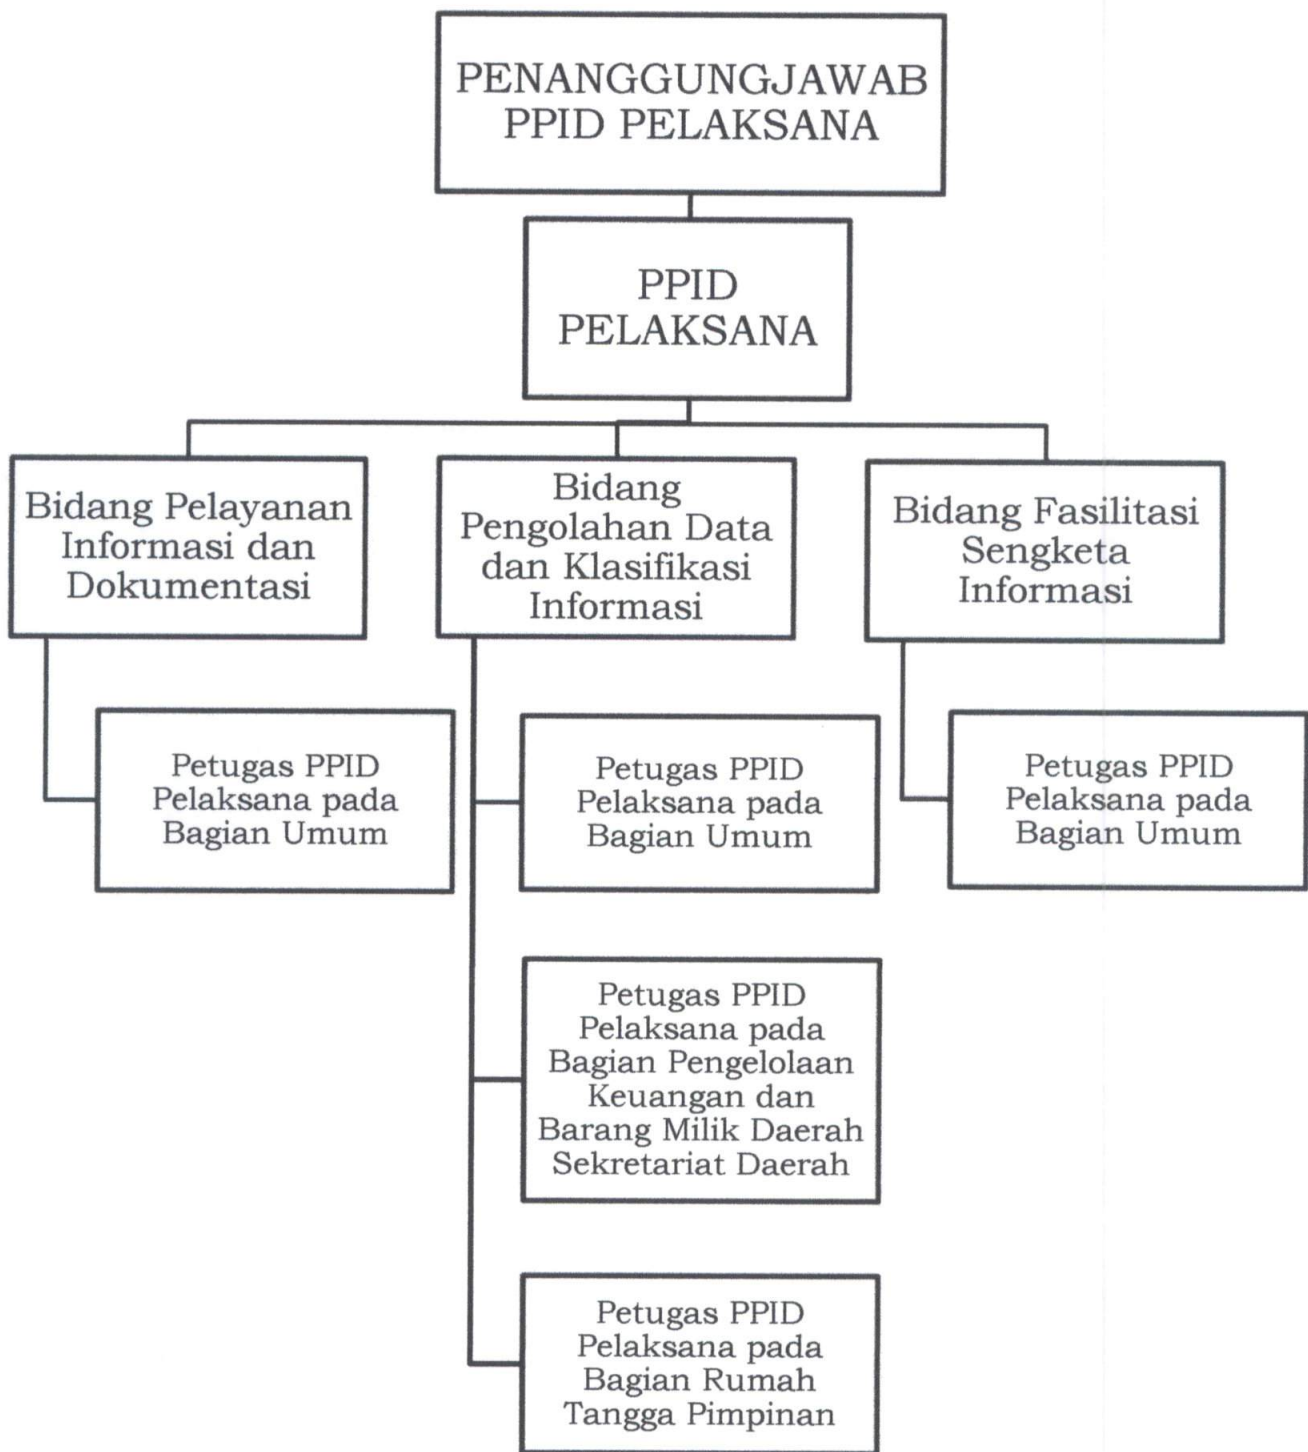 PENANGGUNGJAWAB
PPID PELAKSANA
PPID
PELAKSANA
Bidang Pelayanan
Informasi dan
Dokumentasi
Bidang
Pengolahan Data
dan Klasifikasi
Informasi
Bidang Fasilitasi
Sengketa
Informasi
Petugas PPID
Pelaksana pada
Bagian Umum
Petugas PPID
Pelaksana pada
Bagian Umum
Petugas PPID
Pelaksana pada
Bagian Umum
Petugas PPID
Pelaksana pada
Bagian Pengelolaan
Keuangan dan
Barang Milik Daerah
Sekretariat Daerah
Petugas PPID
Pelaksana pada
Bagian Rumah
Tangga Pimpinan